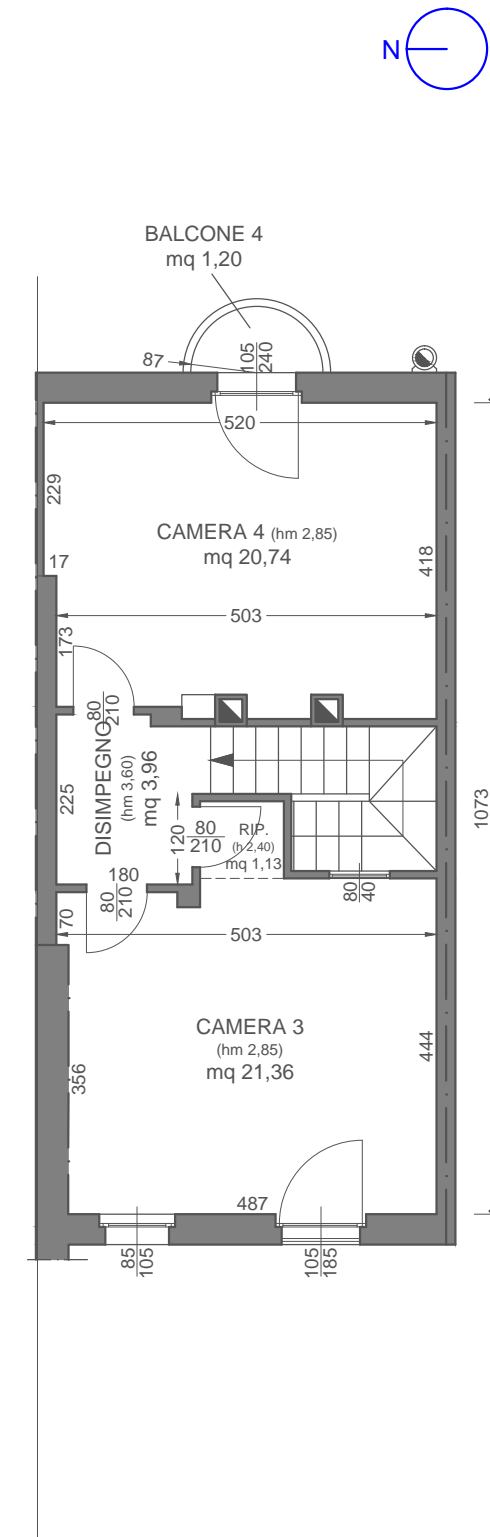 N
BALCONE 4
mq 1,20
87
105
240
520
229
CAMERA 4 (hm 2,85)
mq 20,74
418
17
503
173
80
210
DISIMPEGNO
(hm 3,60)
mq 3,96
225
120
80
210
RIP.
(h 2,40)
mq 1,13
1073
180
80
210
80
40
70
503
CAMERA 3
(hm 2,85)
mq 21,36
444
356
487
85
105
105
185